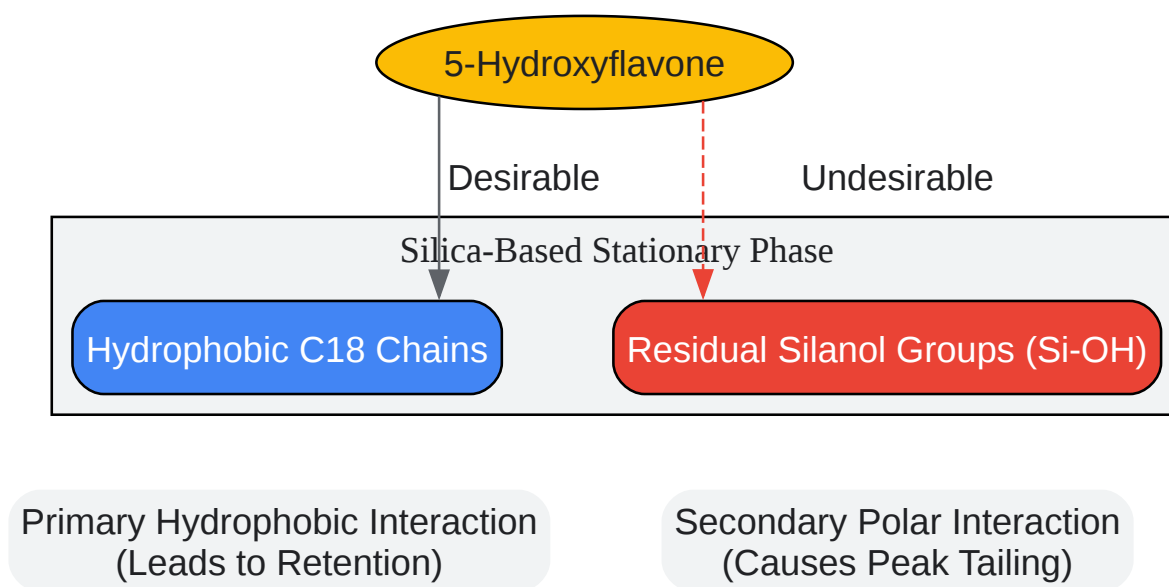 5-Hydroxyflavone
Desirable
Undesirable
Silica-Based Stationary Phase
Hydrophobic C18 Chains
Residual Silanol Groups (Si-OH)
Primary Hydrophobic Interaction
(Leads to Retention)
Secondary Polar Interaction
(Causes Peak Tailing)